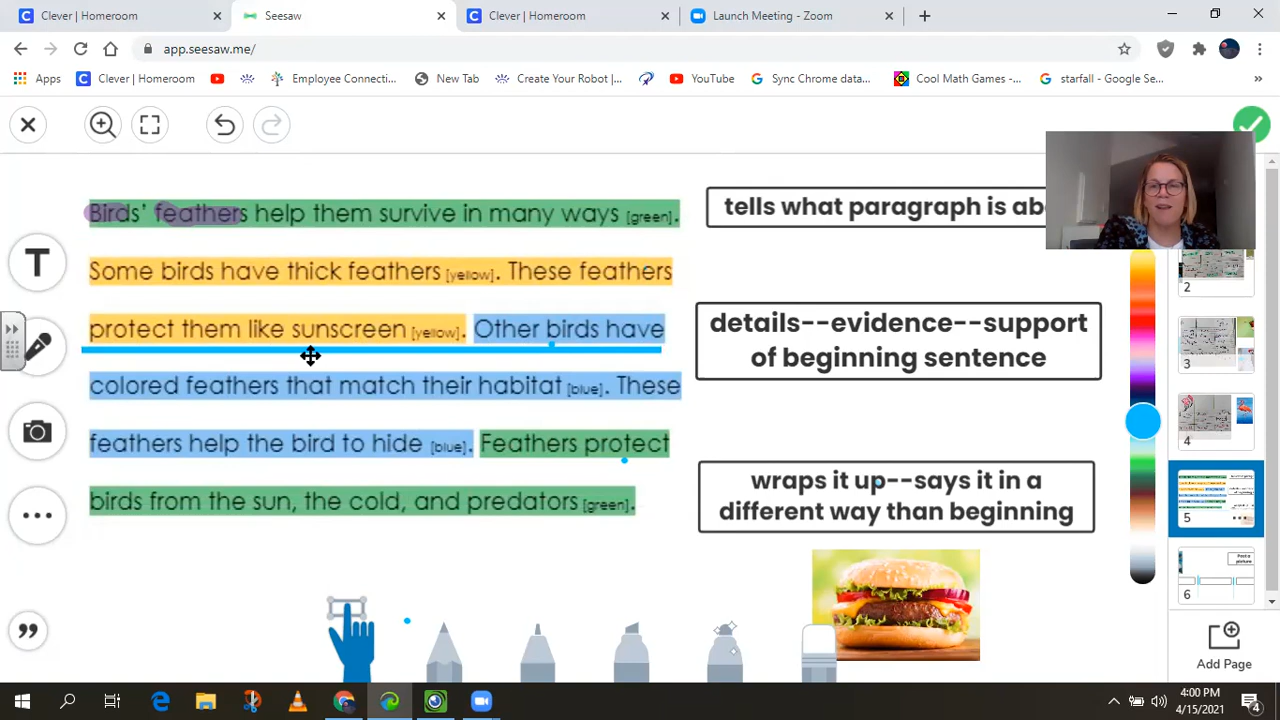 Clever | Homeroom
Seesaw
Clever | Homeroom
Launch Meeting - Zoom
app.seesaw.me/
Apps
Clever | Homeroom
Employee Connecti...
New Tab
Create Your Robot |...
YouTube
Sync Chrome data...
Cool Math Games -...
starfall - Google Se...
Birds' feathers help them survive in many ways [green].
Some birds have thick feathers [yellow]. These feathers
protect them like sunscreen [yellow]. Other birds have
colored feathers that match their habitat [blue]. These
feathers help the bird to hide [blue]. Feathers protect
birds from the sun, the cold, and predators [green].
tells what paragraph is abo
details--evidence--support
of beginning sentence
wraps it up--says it in a
different way than beginning
T
2
3
4
5
6
Add Page
4:00 PM
4/15/2021
4